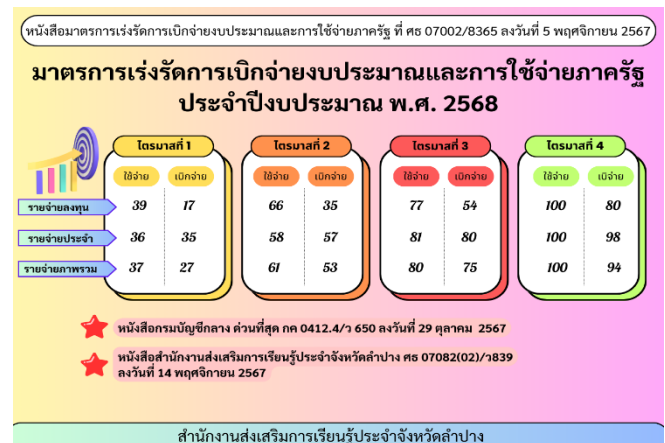 หนังสือมาตรการเร่งรัดการเบิกจ่ายงบประมาณและการใช้จ่ายภาครัฐ ที่ ศธ 07002/8365 ลงวันที่ 5 พฤศจิกายน 2567
มาตรการเร่งรัดการเบิกจ่ายงบประมาณและการใช้จ่ายภาครัฐ
ประจำปีงบประมาณ พ.ศ. 2568
ไตรมาสที่ 1 ไตรมาสที่ 2 ไตรมาสที่ 3 ไตรมาสที่ 4
ใช้จ่าย เบิกจ่าย ใช้จ่าย เบิกจ่าย ใช้จ่าย เบิกจ่าย ใช้จ่าย เบิจ่าย
รายจ่ายลงทุน 39 17 66 35 77 54 100 80
รายจ่ายประจำ 36 35 58 57 81 80 100 98
รายจ่ายภาพรวม 37 27 61 53 80 75 100 94
หนังสือกรมบัญชีกลาง ด่วนที่สุด กค 0412.4/ว 650 ลงวันที่ 29 ตุลาคม 2567
หนังสือสำนักงานส่งเสริมการเรียนรู้ประจำจังหวัดลำปาง ศธ 07082(02)/ว839
ลงวันที่ 14 พฤศจิกายน 2567
สำนักงานส่งเสริมการเรียนรู้ประจำจังหวัดลำปาง